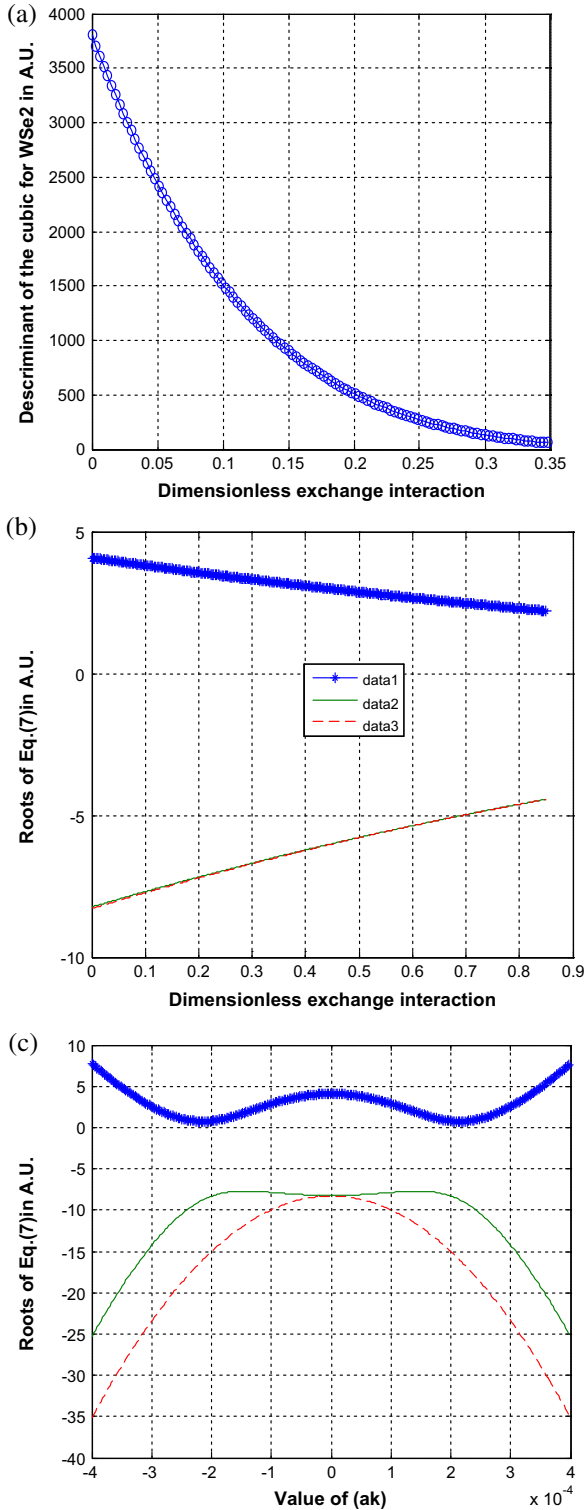 (a)
4000
3500
3000
2500
2000
1500
1000
500
0
Descriminant of the cubic for WSe2 in A.U.
0 0.05 0.1 0.15 0.2 0.25 0.3 0.35
Dimensionless exchange interaction
(b)
5
0
-5
-10
Roots of Eq.(7)in A.U.
data1
data2
data3
0 0.1 0.2 0.3 0.4 0.5 0.6 0.7 0.8 0.9
Dimensionless exchange interaction
(c)
10
5
0
-5
-10
-15
-20
-25
-30
-35
-40
Roots of Eq.(7)in A.U.
-4 -3 -2 -1 0 1 2 3 4
Value of (ak)
x 10⁻⁴